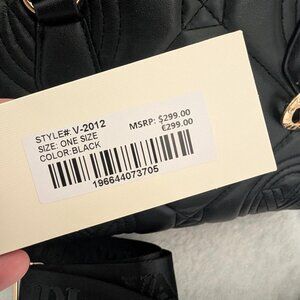 STYLE#: V-2012
SIZE: ONE SIZE
COLOR:BLACK
MSRP: $299.00
€299.00
196644073705